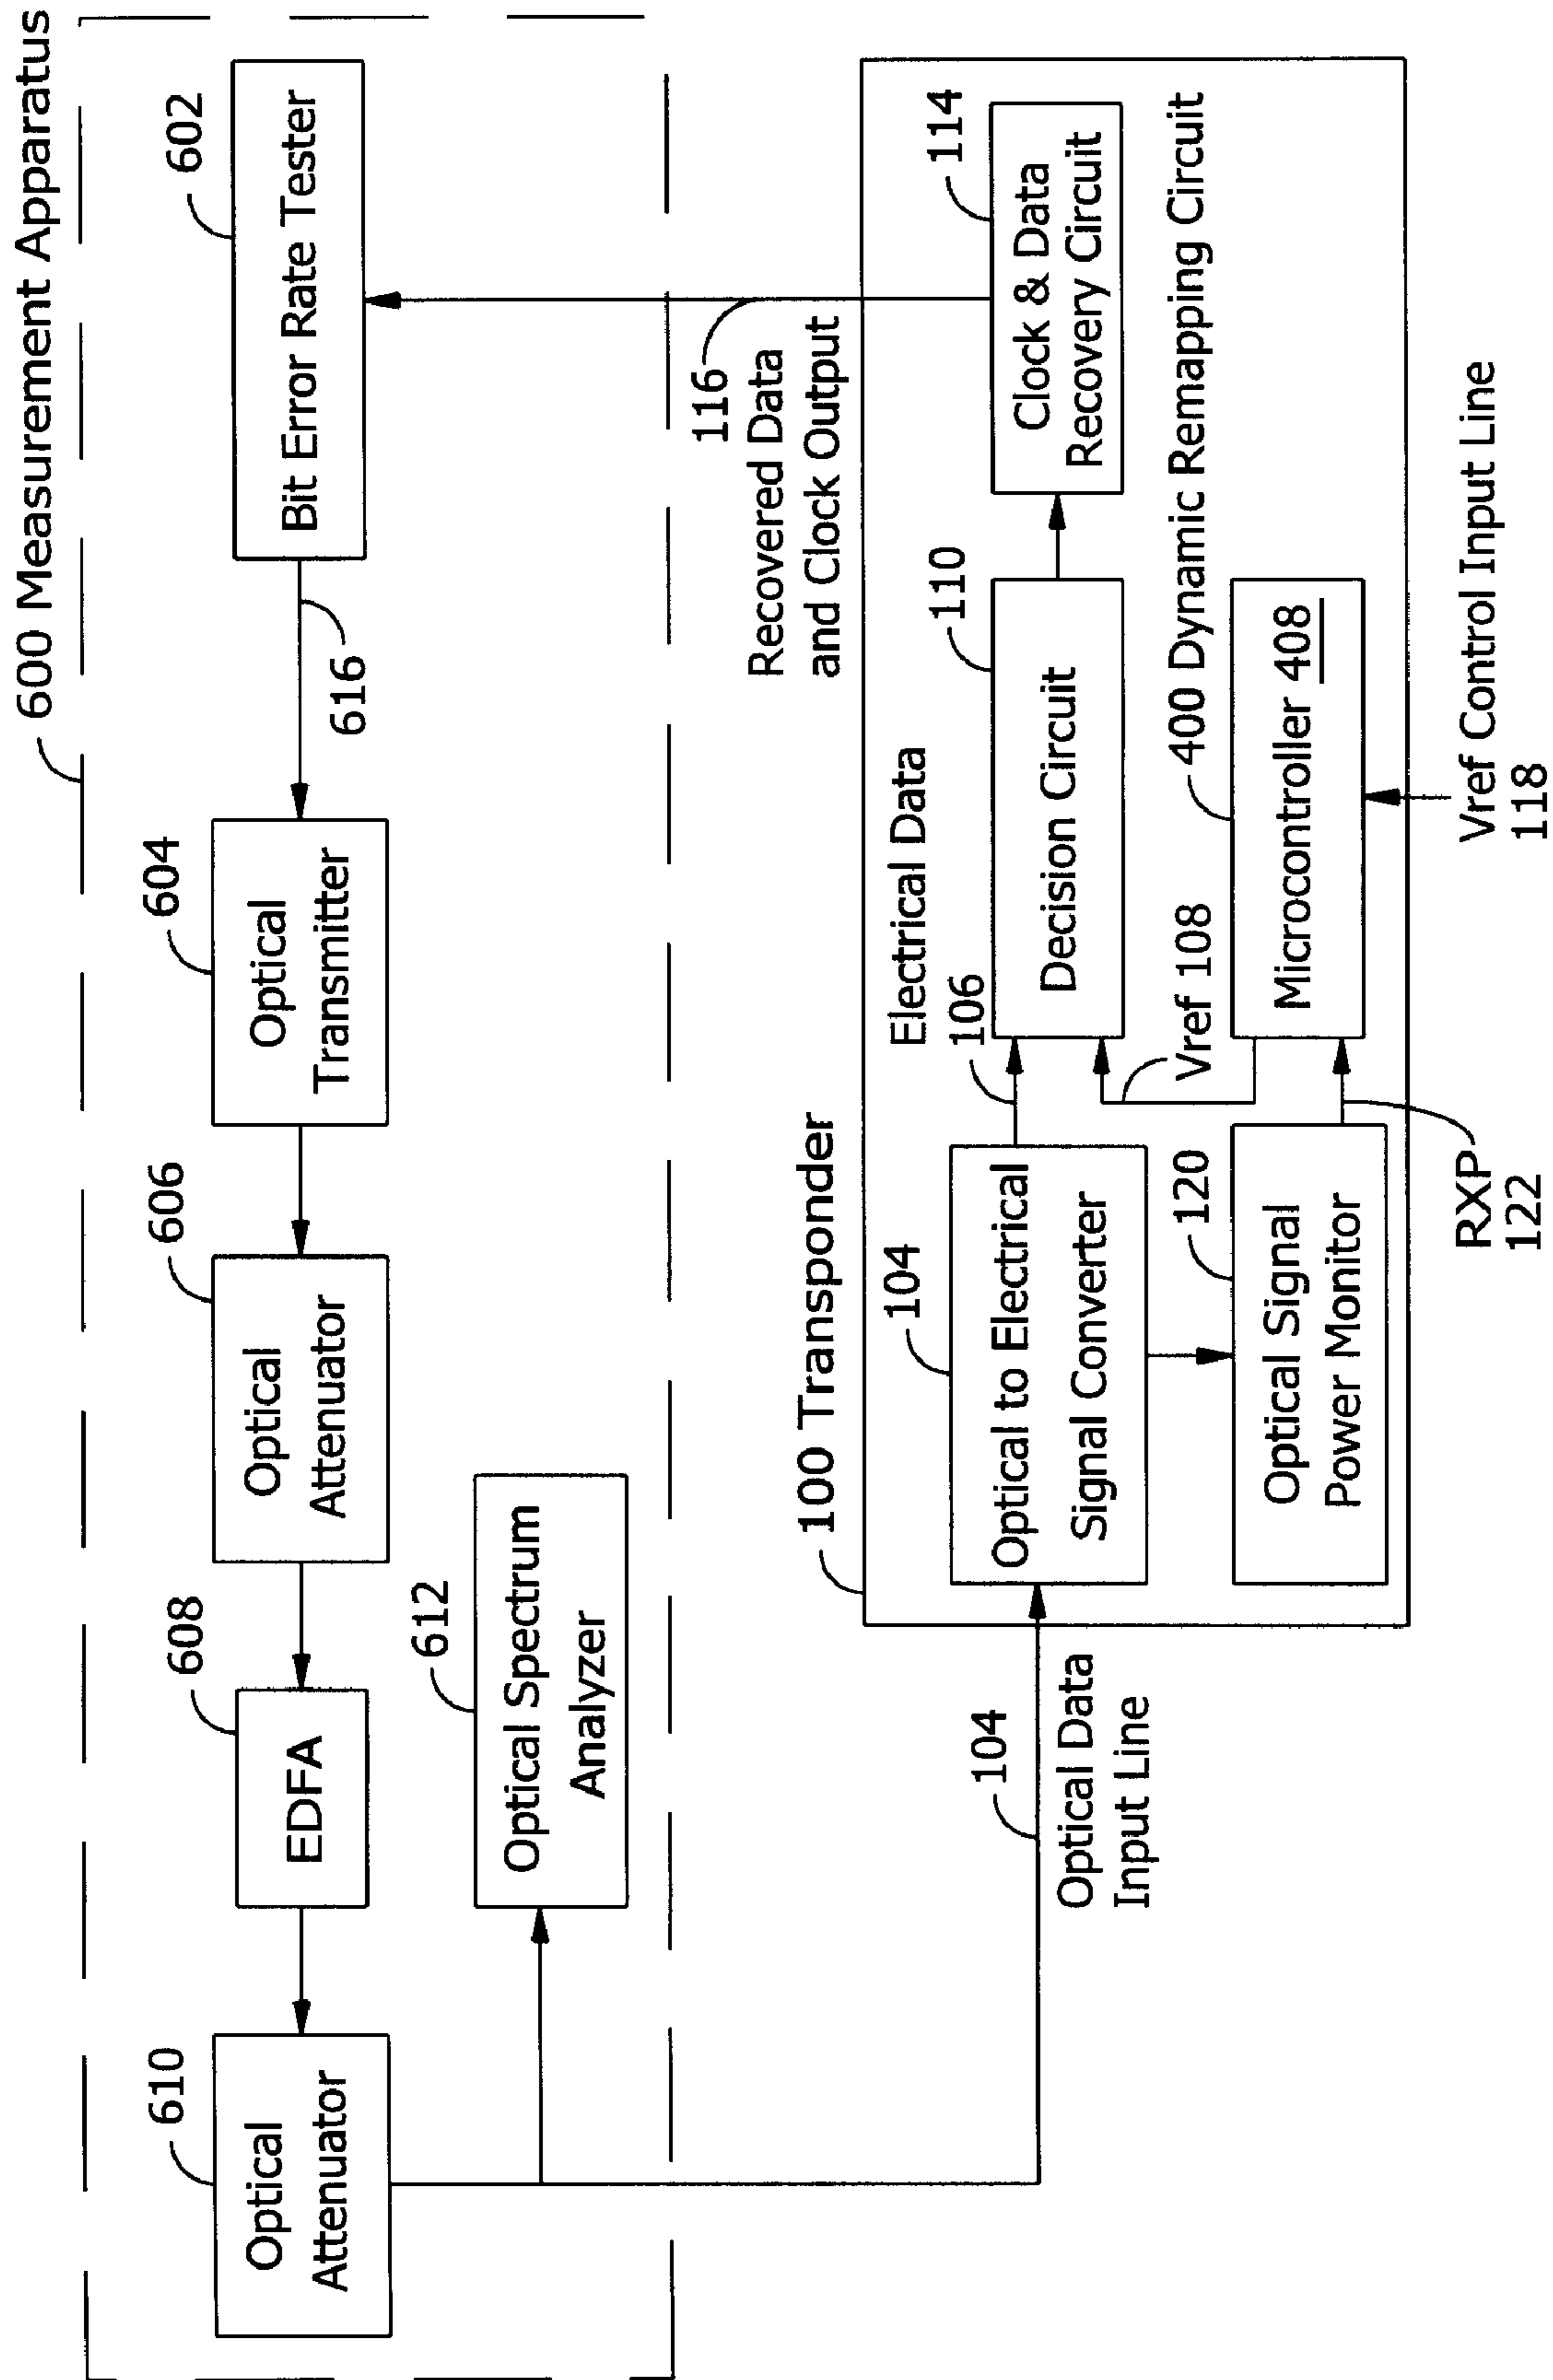 600 Measurement Apparatus
610
Optical
Attenuator
608
EDFA
606
Optical
Attenuator
604
Optical
Transmitter
616
602
Bit Error Rate Tester
612
Optical Spectrum
Analyzer
116
Recovered Data
and Clock Output
104
Optical Data
Input Line
100 Transponder
104
Optical to Electrical
Signal Converter
Electrical Data
106
110
Decision Circuit
114
Clock & Data
Recovery Circuit
120
Optical Signal
Power Monitor
Vref 108
400 Dynamic Remapping Circuit
Microcontroller 408
RXP
122
Vref Control Input Line
118